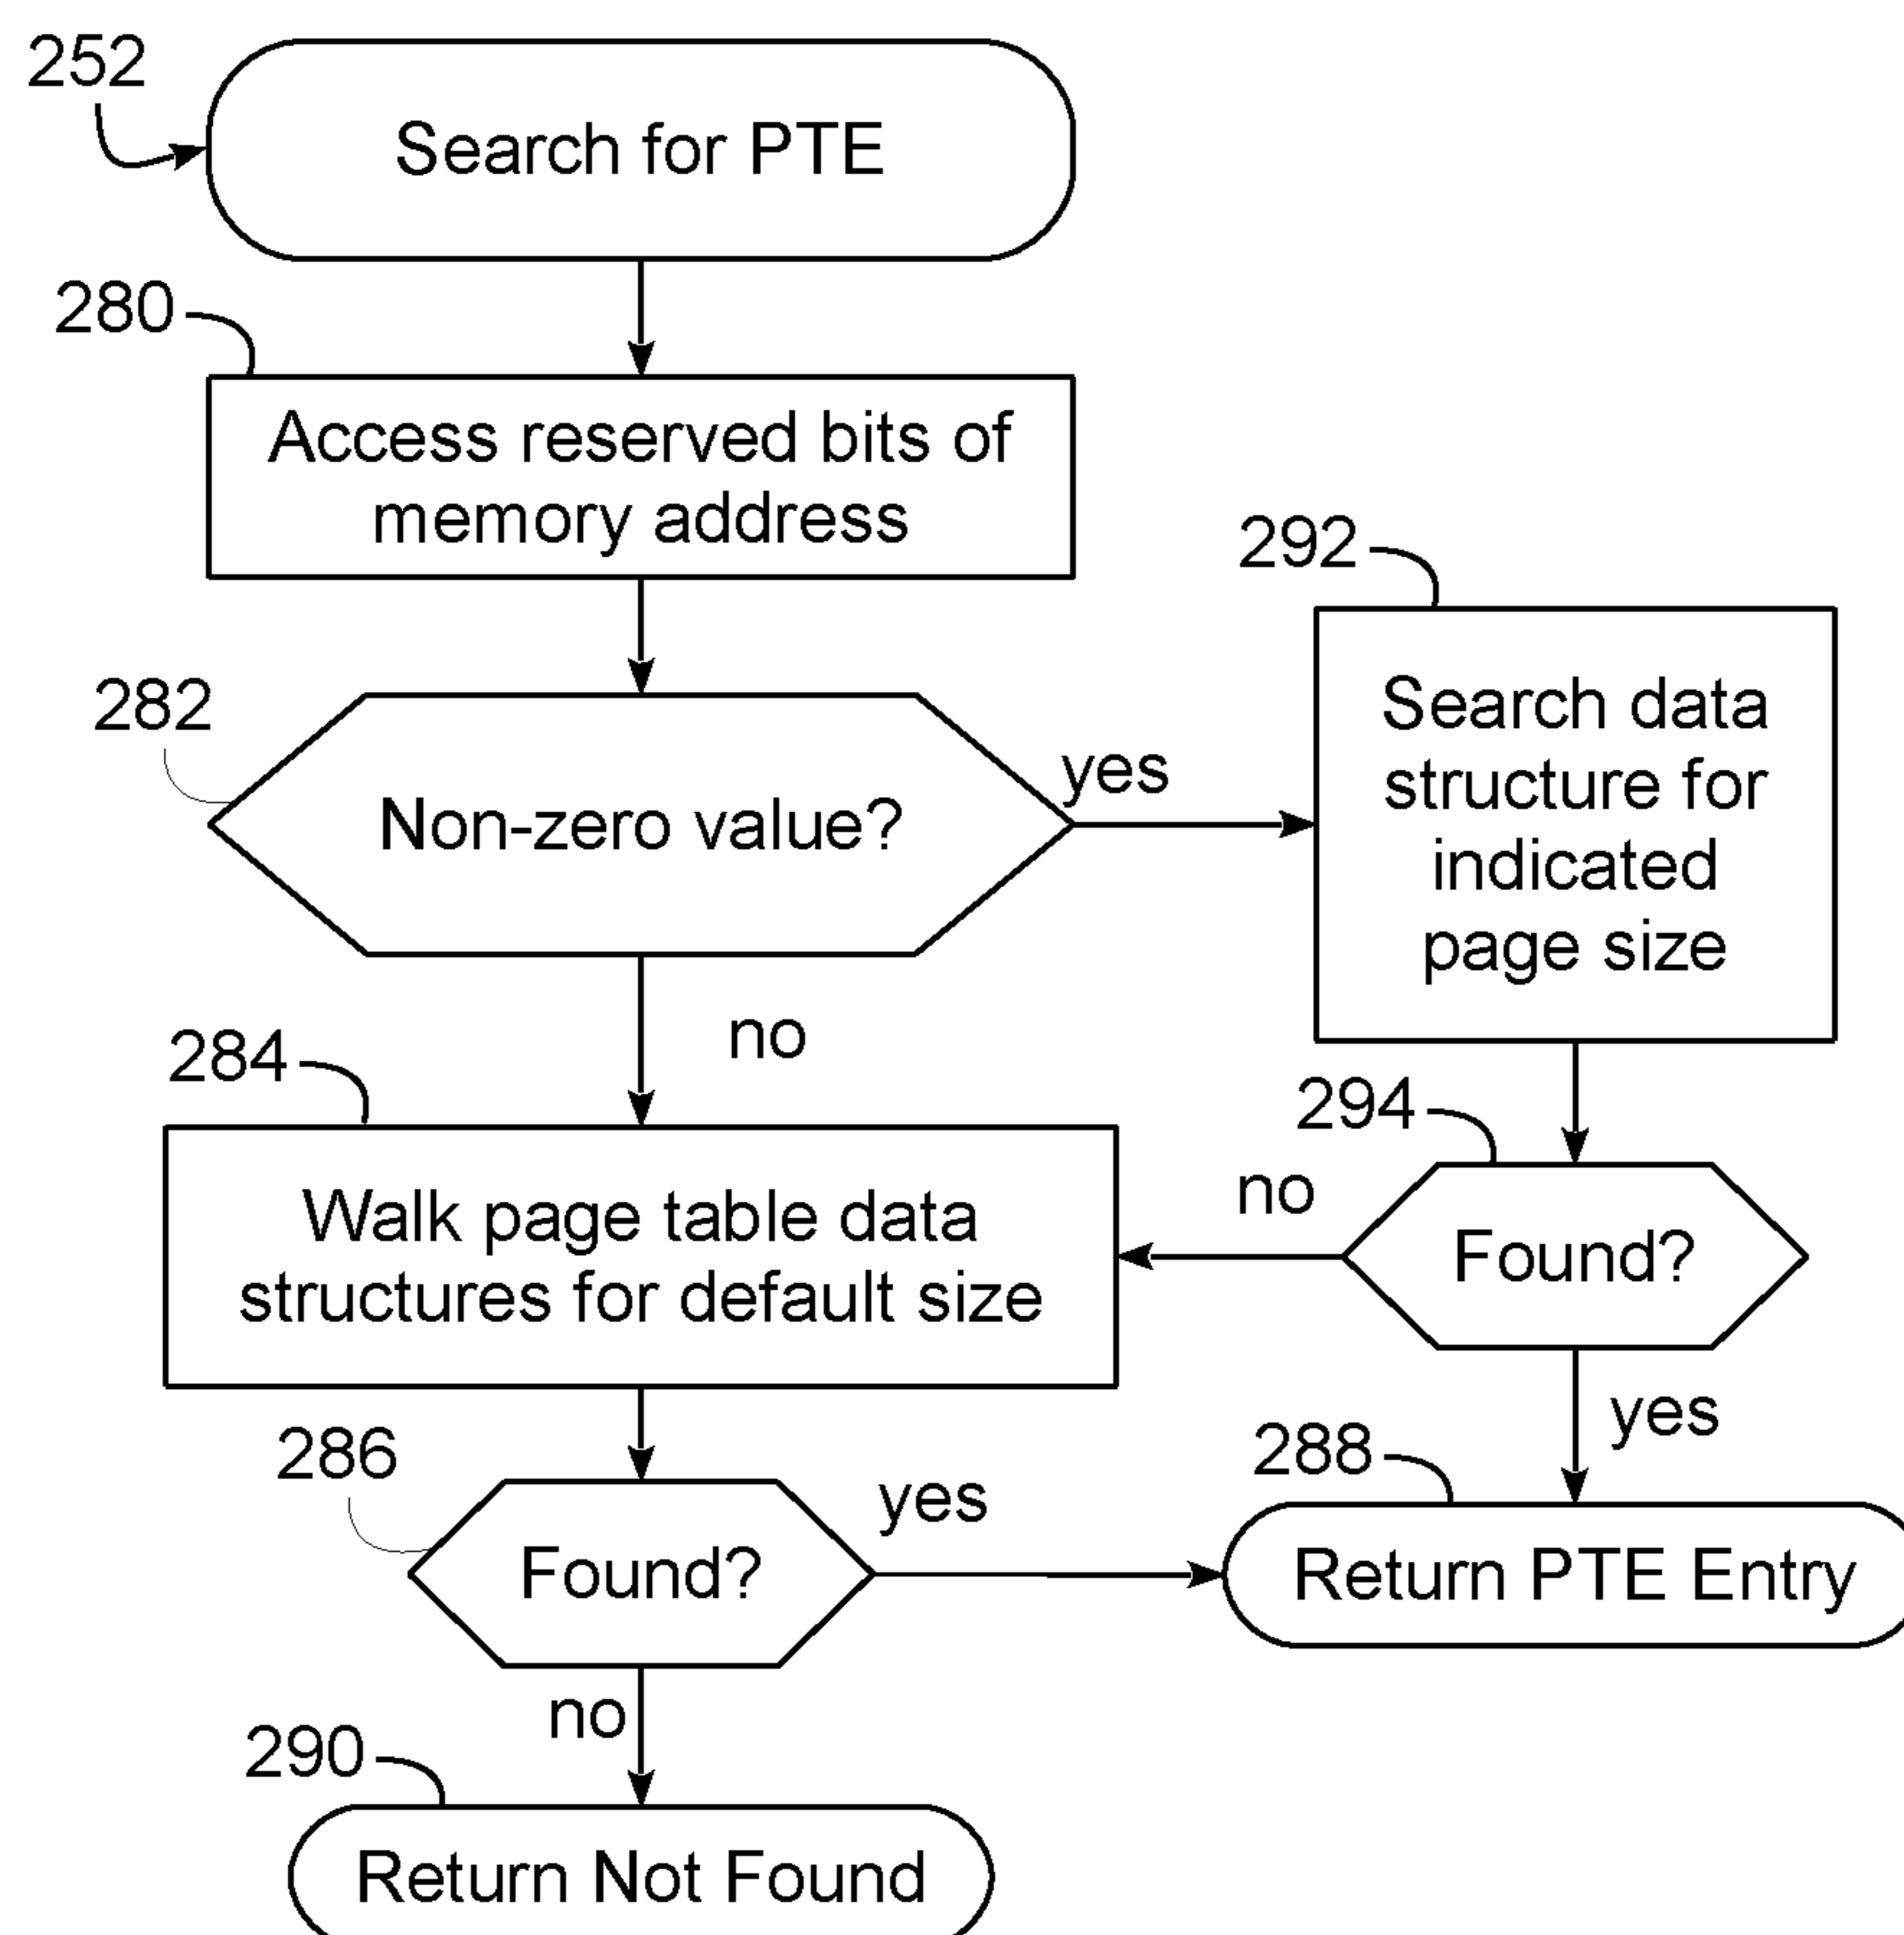 252
Search for PTE
280
Access reserved bits of
memory address
292
282
Search data
structure for
indicated
page size
Non-zero value?
yes
no
284
294
Walk page table data
structures for default size
no
Found?
yes
286
288
Found?
yes
Return PTE Entry
no
290
Return Not Found